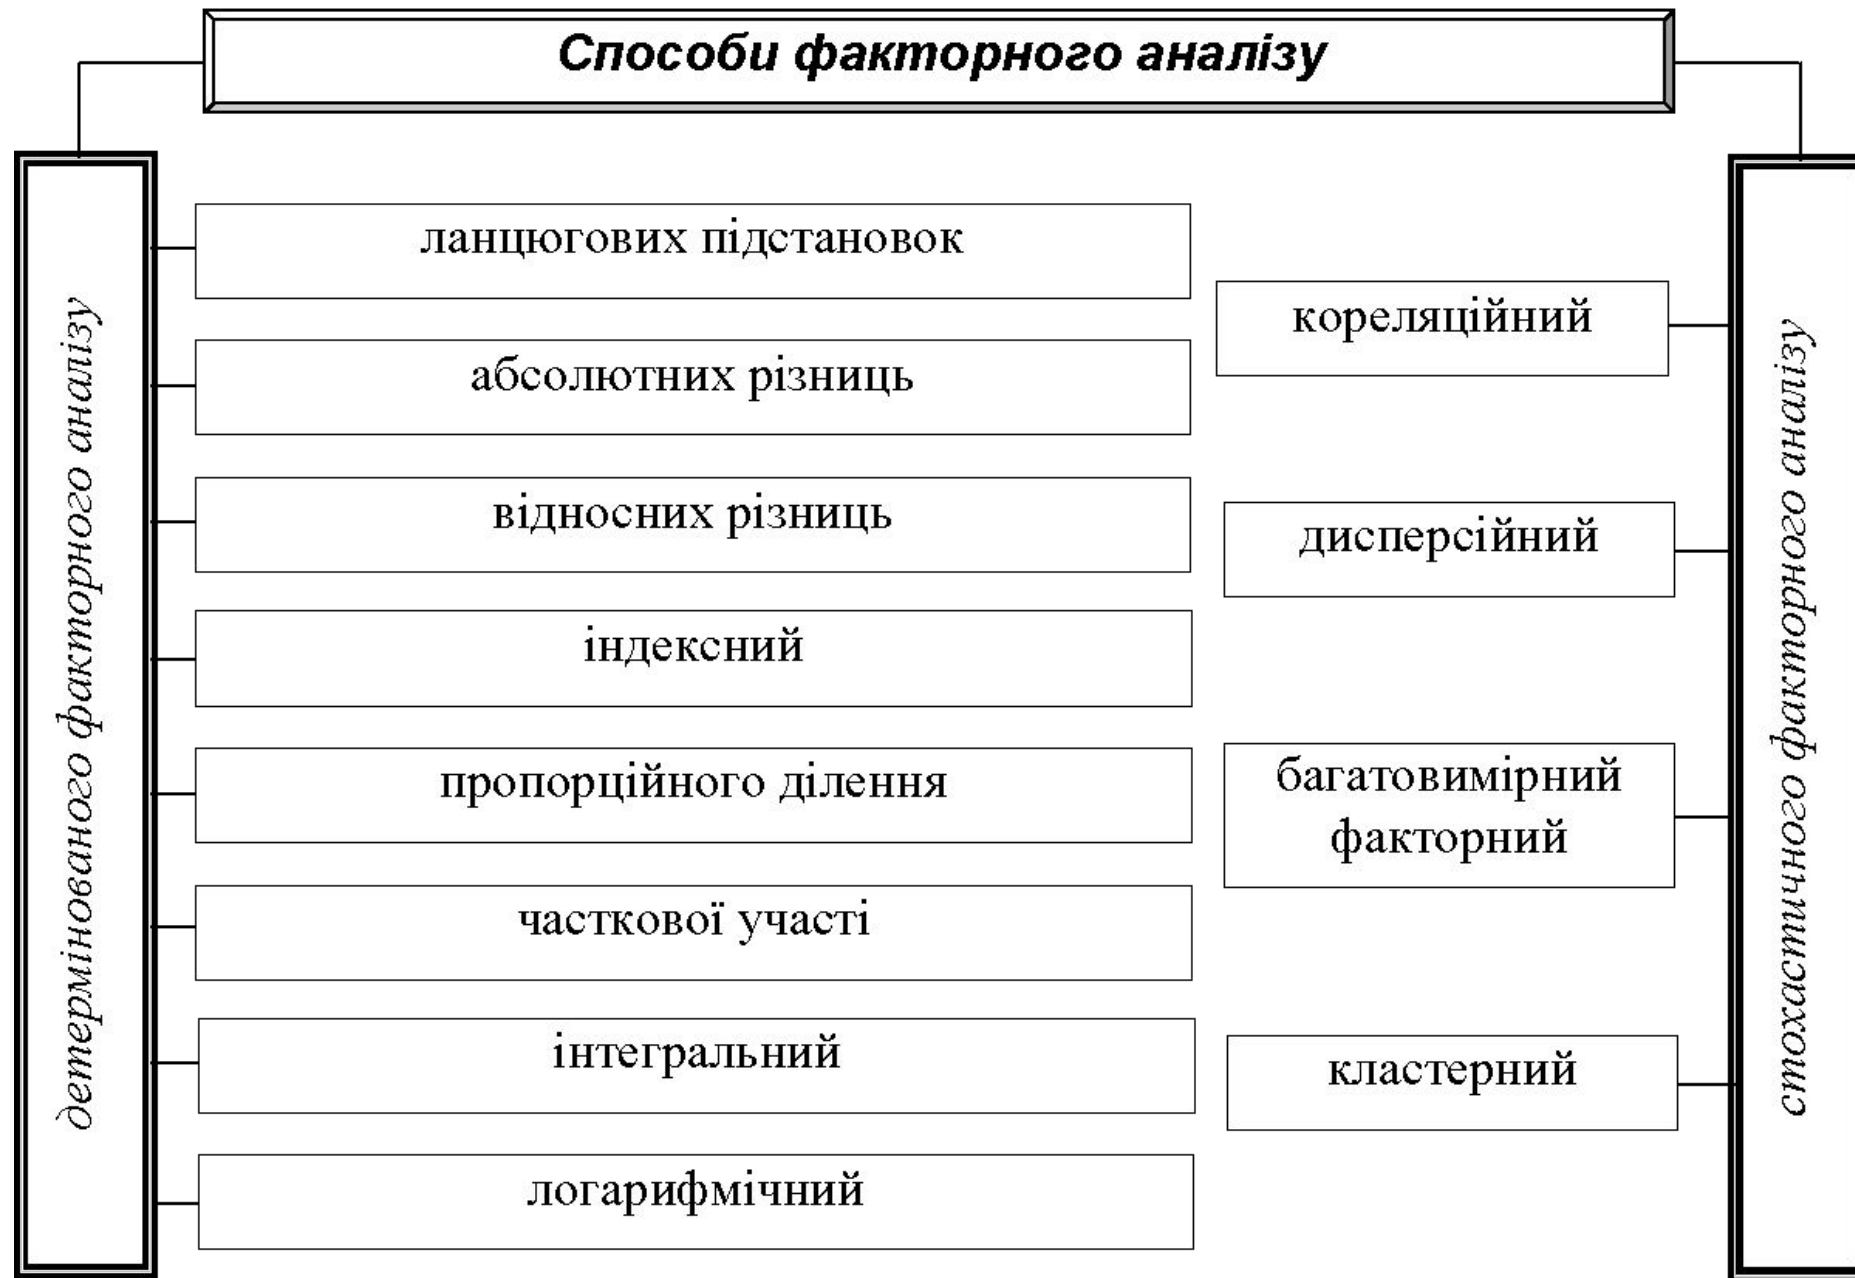 Способи факторного аналізу
детермінованого факторного аналізу
ланцюгових підстановок
абсолютних різниць
відносних різниць
індексний
пропорційного ділення
часткової участі
інтегральний
логарифмічний
стохастичного факторного аналізу
кореляційний
дисперсійний
багатовимірний
факторний
кластерний